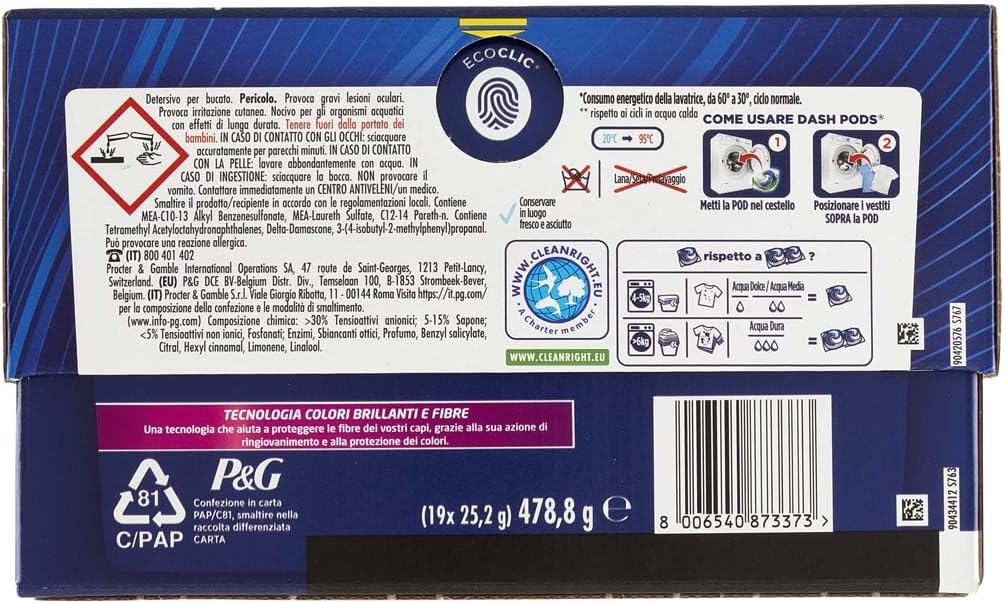 ECOCLIC®
Detersivo per bucato. Pericolo. Provoca gravi lesioni oculari.
Provoca irritazione cutanea. Nocivo per gli organismi acquatici
con effetti di lunga durata. Tenere fuori dalla portata dei
bambini. IN CASO DI CONTATTO CON GLI OCCHI: sciacquare
accuratamente per parecchi minuti. IN CASO DI CONTATTO
CON LA PELLE: lavare abbondantemente con acqua. IN
CASO DI INGESTIONE: sciacquare la bocca. NON provocare il
vomito. Contattare immediatamente un CENTRO ANTIVELENI/un medico.
Smaltire il prodotto/recipiente in accordo con le regolamentazioni locali. Contiene
MEA-C10-13 Alkyl Benzenesulfonate, MEA-Laureth Sulfate, C12-14 Pareth-n. Contiene
Tetramethyl Acetyloctahydronaphthalenes, Delta-Damascone, 3-(4-isobutyl-2-methylphenyl)propanal.
Può provocare una reazione allergica.
(IT) 800 401 402
Procter & Gamble International Operations SA, 47 route de Saint-Georges, 1213 Petit-Lancy,
Switzerland. (EU) P&G DCE BV-Belgium Distr. Div., Temselaan 100, B-1853 Strombeek-Bever,
Belgium. (IT) Procter & Gamble S.r.l. Viale Giorgio Ribotta, 11 - 00144 Roma Visita https://it.pg.com/
per la composizione della confezione e le modalità di smaltimento.
(www.info-pg.com) Composizione chimica: >30% Tensioattivi anionici; 5-15% Sapone;
<5% Tensioattivi non ionici, Fosfonati; Enzimi, Sbiancanti ottici, Profumo, Benzyl salicylate,
Citral, Hexyl cinnamal, Limonene, Linalool.
*Consumo energetico della lavatrice, da 60° a 30°, ciclo normale.
** rispetto ai cicli in acqua calda
20°C → 95°C
Lana/Seta/Prelavaggio
Conservare
in luogo
fresco e asciutto
COME USARE DASH PODS®
1
2
Metti la POD nel cestello
Posizionare i vestiti
SOPRA la POD
WWW.CLEANRIGHT.EU
A Charter member
WWW.CLEANRIGHT.EU
rispetto a ?
4-5kg
Acqua Dolce / Acqua Media
=
>6kg
Acqua Dura
=
90420576 S767
TECNOLOGIA COLORI BRILLANTI E FIBRE
Una tecnologia che aiuta a proteggere le fibre dei vostri capi, grazie alla sua azione di
ringiovanimento e alla protezione dei colori.
81
C/PAP
P&G
Confezione in carta
PAP/C81, smaltire nella
raccolta differenziata
CARTA
(19x 25,2 g) 478,8 g ℮
8 006540 873373 >
90434412 S763